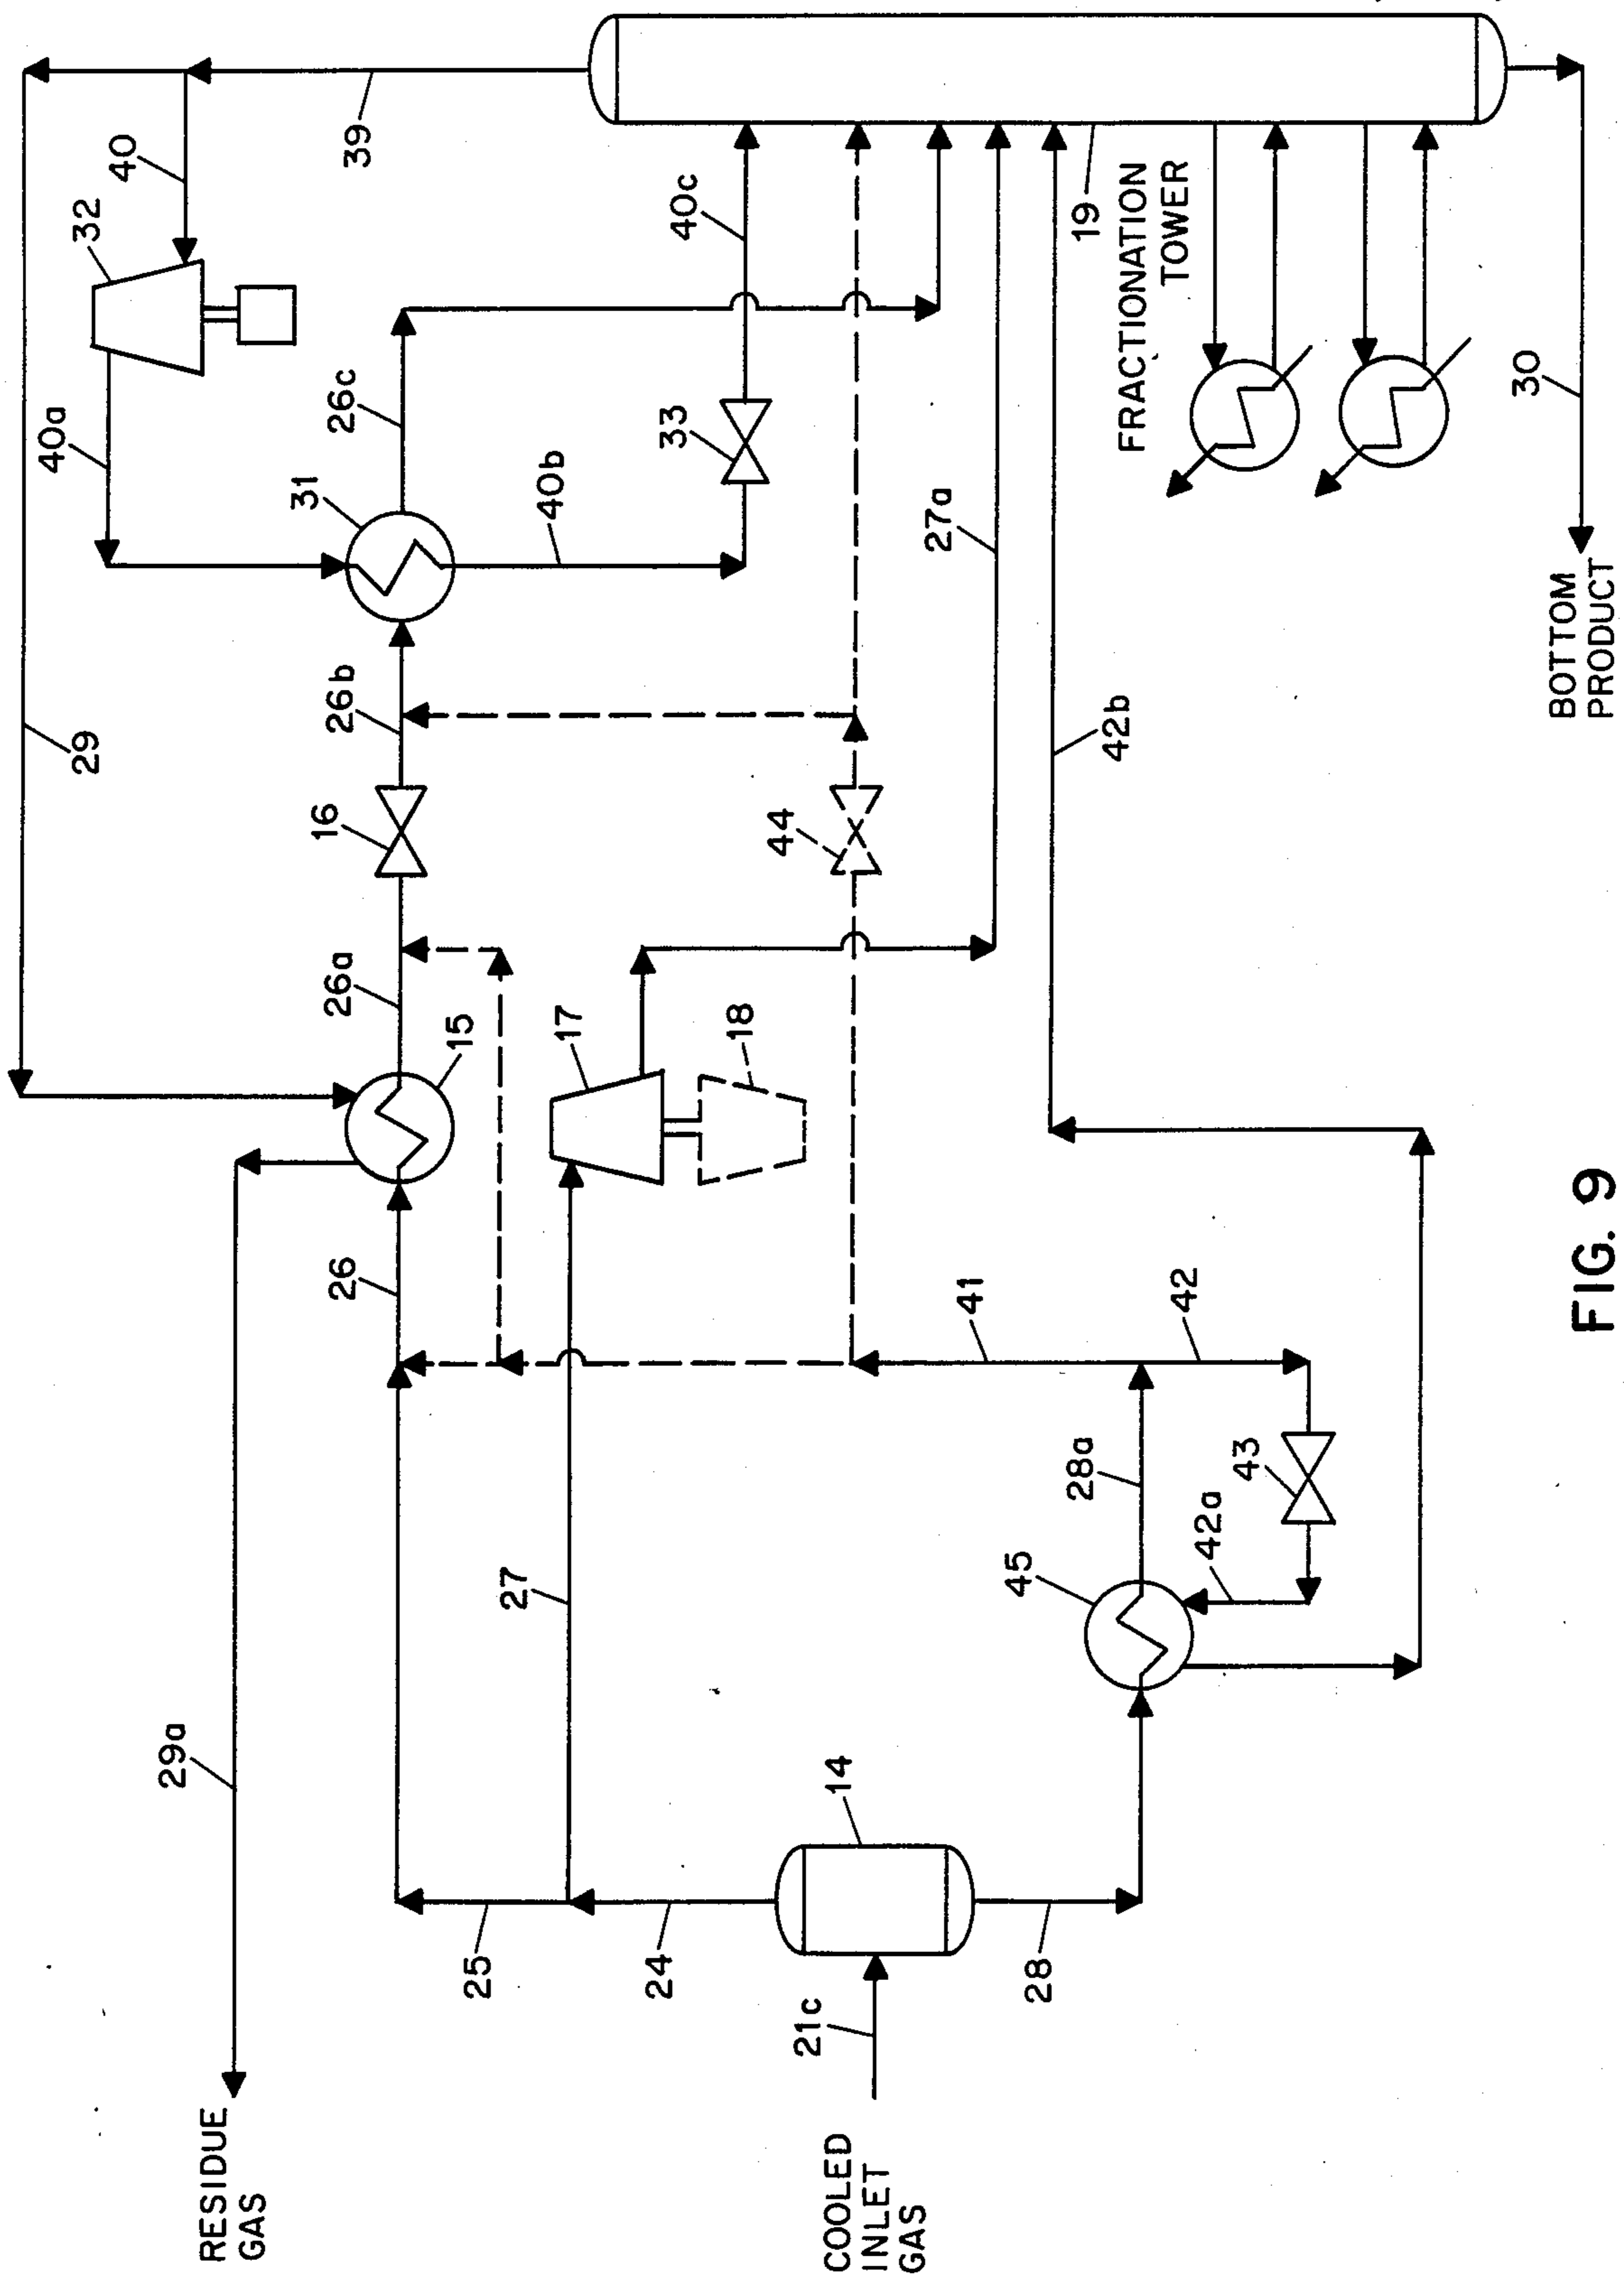 RESIDUE
GAS
29a
29
39
40
32
40a
31
26c
40b
33
40c
26b
16
26a
15
26
25
24
27
17
18
44
27a
42b
19
FRACTIONATION
TOWER
30
BOTTOM
PRODUCT
41
42
28a
43
42a
45
14
28
21c
COOLED
INLET
GAS
FIG. 9